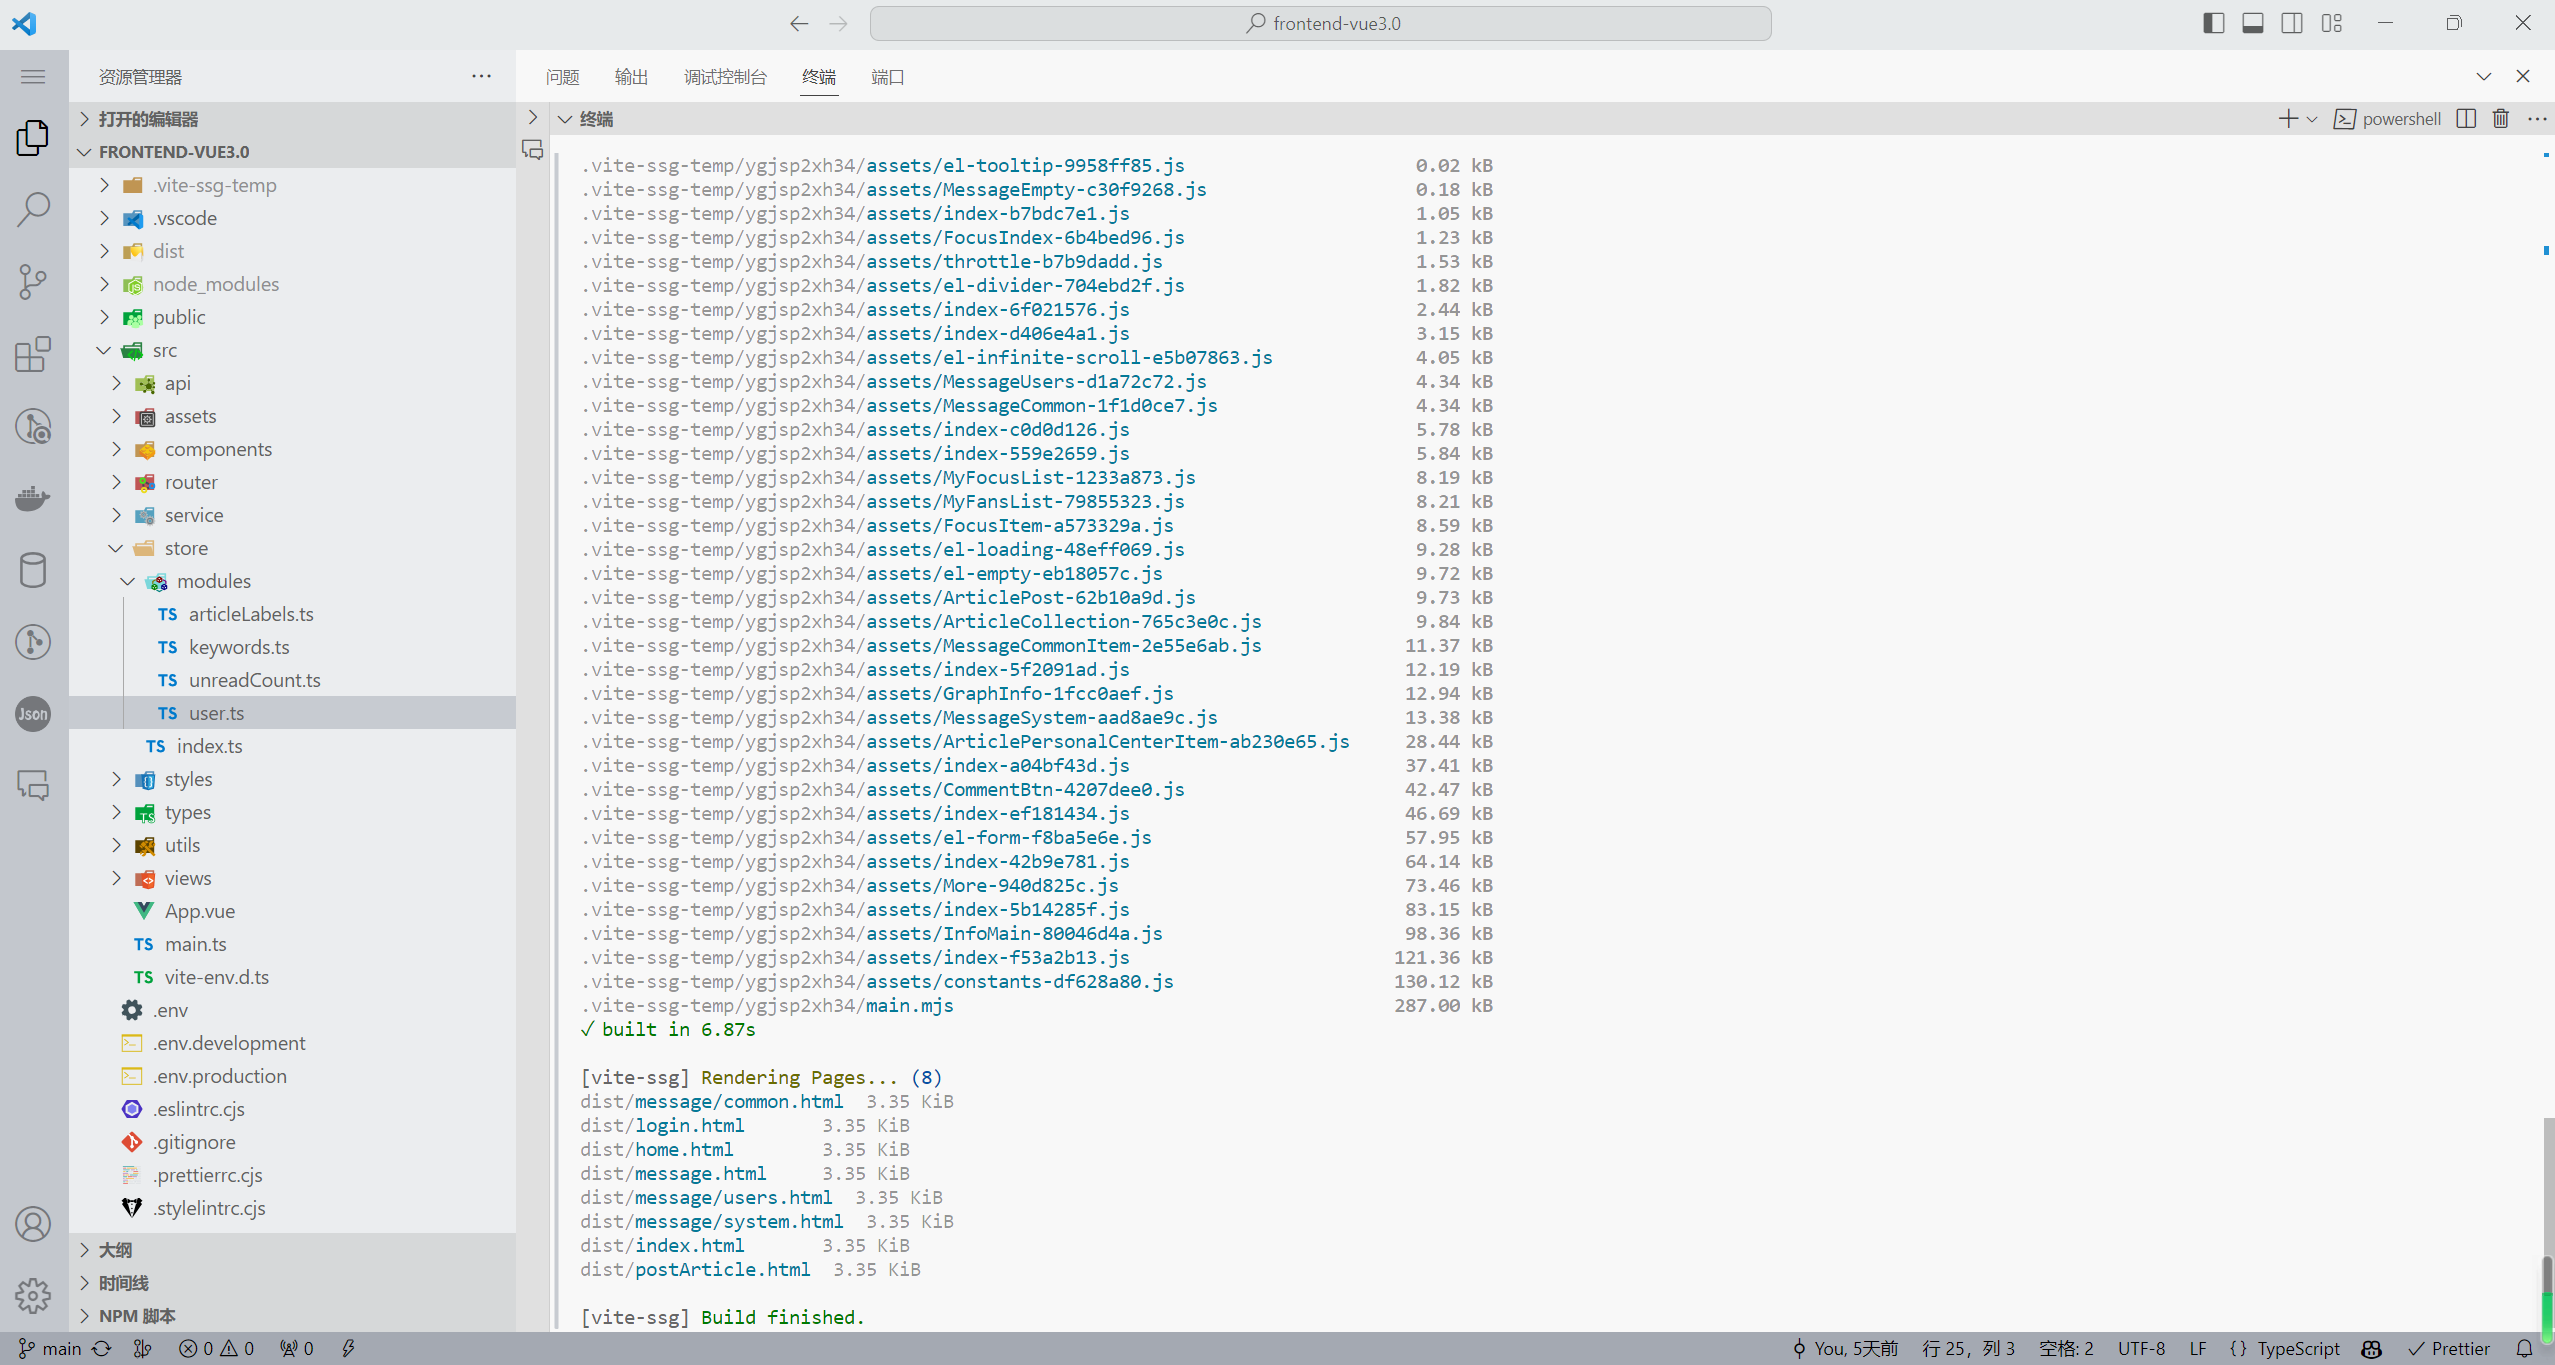 frontend-vue3.0
资源管理器
打开的编辑器
FRONTEND-VUE3.0
.vite-ssg-temp
.vscode
dist
node_modules
public
src
api
assets
components
router
service
store
modules
TS articleLabels.ts
TS keywords.ts
TS unreadCount.ts
TS user.ts
TS index.ts
styles
types
utils
views
App.vue
TS main.ts
TS vite-env.d.ts
.env
.env.development
.env.production
.eslintrc.cjs
.gitignore
.prettierrc.cjs
.stylelintrc.cjs
大纲
时间线
NPM 脚本
Json
问题 输出 调试控制台 终端 端口
终端
powershell
.vite-ssg-temp/ygjsp2xh34/assets/el-tooltip-9958ff85.js 0.02 kB
.vite-ssg-temp/ygjsp2xh34/assets/MessageEmpty-c30f9268.js 0.18 kB
.vite-ssg-temp/ygjsp2xh34/assets/index-b7bdc7e1.js 1.05 kB
.vite-ssg-temp/ygjsp2xh34/assets/FocusIndex-6b4bed96.js 1.23 kB
.vite-ssg-temp/ygjsp2xh34/assets/throttle-b7b9dadd.js 1.53 kB
.vite-ssg-temp/ygjsp2xh34/assets/el-divider-704ebd2f.js 1.82 kB
.vite-ssg-temp/ygjsp2xh34/assets/index-6f021576.js 2.44 kB
.vite-ssg-temp/ygjsp2xh34/assets/index-d406e4a1.js 3.15 kB
.vite-ssg-temp/ygjsp2xh34/assets/el-infinite-scroll-e5b07863.js 4.05 kB
.vite-ssg-temp/ygjsp2xh34/assets/MessageUsers-d1a72c72.js 4.34 kB
.vite-ssg-temp/ygjsp2xh34/assets/MessageCommon-1f1d0ce7.js 4.34 kB
.vite-ssg-temp/ygjsp2xh34/assets/index-c0d0d126.js 5.78 kB
.vite-ssg-temp/ygjsp2xh34/assets/index-559e2659.js 5.84 kB
.vite-ssg-temp/ygjsp2xh34/assets/MyFocusList-1233a873.js 8.19 kB
.vite-ssg-temp/ygjsp2xh34/assets/MyFansList-79855323.js 8.21 kB
.vite-ssg-temp/ygjsp2xh34/assets/FocusItem-a573329a.js 8.59 kB
.vite-ssg-temp/ygjsp2xh34/assets/el-loading-48eff069.js 9.28 kB
.vite-ssg-temp/ygjsp2xh34/assets/el-empty-eb18057c.js 9.72 kB
.vite-ssg-temp/ygjsp2xh34/assets/ArticlePost-62b10a9d.js 9.73 kB
.vite-ssg-temp/ygjsp2xh34/assets/ArticleCollection-765c3e0c.js 9.84 kB
.vite-ssg-temp/ygjsp2xh34/assets/MessageCommonItem-2e55e6ab.js 11.37 kB
.vite-ssg-temp/ygjsp2xh34/assets/index-5f2091ad.js 12.19 kB
.vite-ssg-temp/ygjsp2xh34/assets/GraphInfo-1fcc0aef.js 12.94 kB
.vite-ssg-temp/ygjsp2xh34/assets/MessageSystem-aad8ae9c.js 13.38 kB
.vite-ssg-temp/ygjsp2xh34/assets/ArticlePersonalCenterItem-ab230e65.js 28.44 kB
.vite-ssg-temp/ygjsp2xh34/assets/index-a04bf43d.js 37.41 kB
.vite-ssg-temp/ygjsp2xh34/assets/CommentBtn-4207dee0.js 42.47 kB
.vite-ssg-temp/ygjsp2xh34/assets/index-ef181434.js 46.69 kB
.vite-ssg-temp/ygjsp2xh34/assets/el-form-f8ba5e6e.js 57.95 kB
.vite-ssg-temp/ygjsp2xh34/assets/index-42b9e781.js 64.14 kB
.vite-ssg-temp/ygjsp2xh34/assets/More-940d825c.js 73.46 kB
.vite-ssg-temp/ygjsp2xh34/assets/index-5b14285f.js 83.15 kB
.vite-ssg-temp/ygjsp2xh34/assets/InfoMain-80046d4a.js 98.36 kB
.vite-ssg-temp/ygjsp2xh34/assets/index-f53a2b13.js 121.36 kB
.vite-ssg-temp/ygjsp2xh34/assets/constants-df628a80.js 130.12 kB
.vite-ssg-temp/ygjsp2xh34/main.mjs 287.00 kB
✓ built in 6.87s
[vite-ssg] Rendering Pages... (8)
dist/message/common.html 3.35 KiB
dist/login.html 3.35 KiB
dist/home.html 3.35 KiB
dist/message.html 3.35 KiB
dist/message/users.html 3.35 KiB
dist/message/system.html 3.35 KiB
dist/index.html 3.35 KiB
dist/postArticle.html 3.35 KiB
[vite-ssg] Build finished.
main 0 0 0 You, 5天前 行 25，列 3 空格: 2 UTF-8 LF {} TypeScript ✓ Prettier